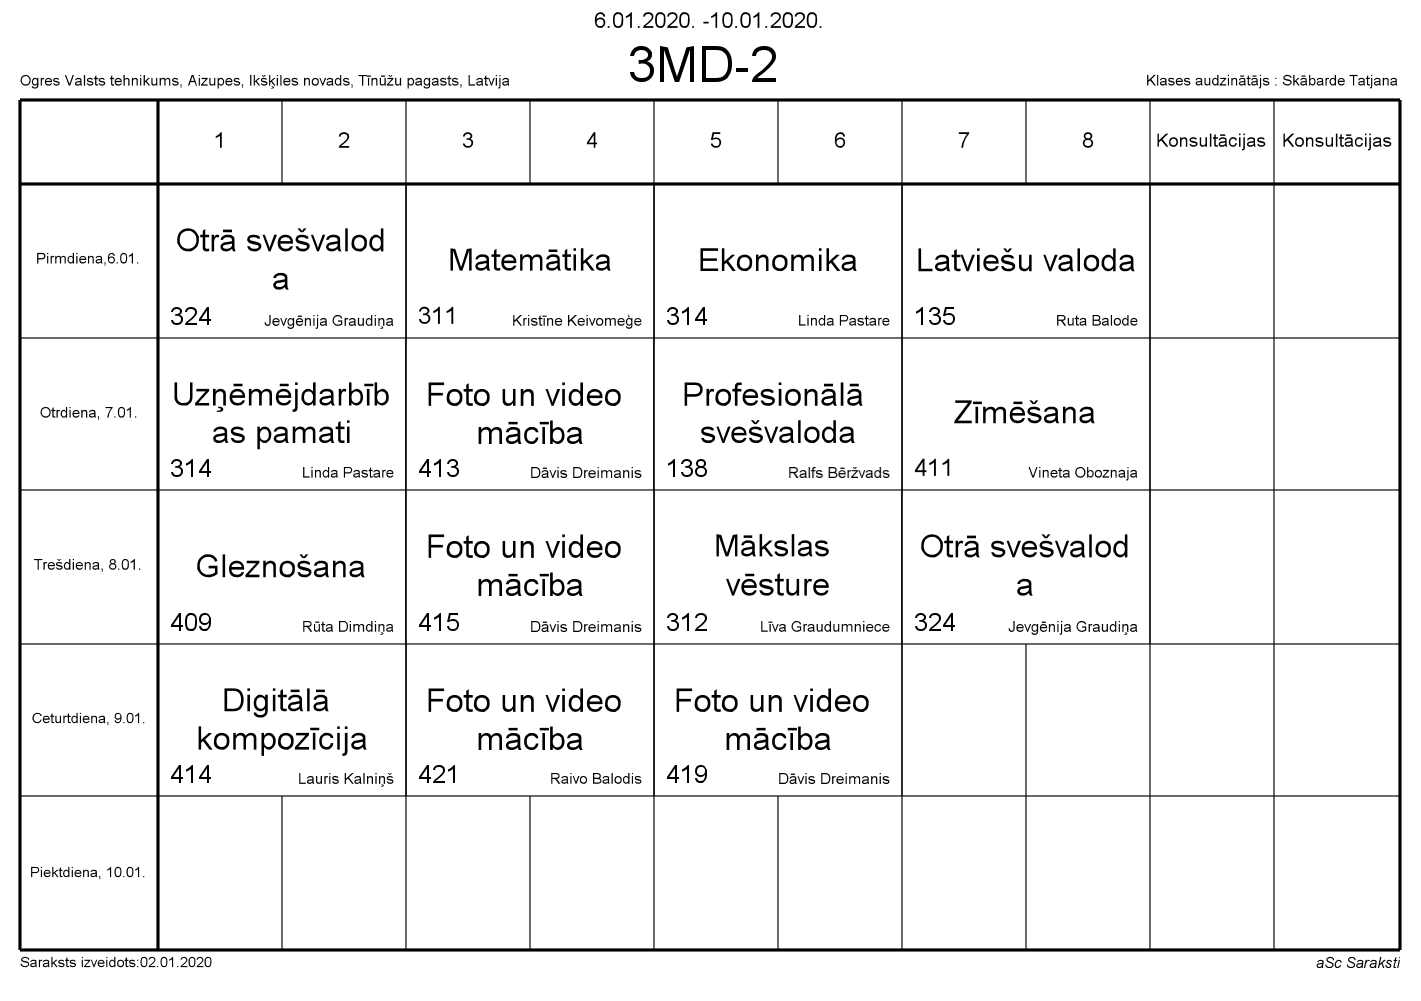 6.01.2020. -10.01.2020.
3MD-2
Ogres Valsts tehnikums, Aizupes, Ikšķiles novads, Tīnūžu pagasts, Latvija
Klases audzinātājs : Skābarde Tatjana
1 2 3 4 5 6 7 8 Konsultācijas Konsultācijas
Pirmdiena,6.01.
Otrā svešvalod
a
324 Jevgēnija Graudiņa
Matemātika
311 Kristīne Keivomeģe
Ekonomika
314 Linda Pastare
Latviešu valoda
135 Ruta Balode
Otrdiena, 7.01.
Uzņēmējdarbīb
as pamati
314 Linda Pastare
Foto un video
mācība
413 Dāvis Dreimanis
Profesionālā
svešvaloda
138 Ralfs Bēržvads
Zīmēšana
411 Vineta Oboznaja
Trešdiena, 8.01.
Gleznošana
409 Rūta Dimdiņa
Foto un video
mācība
415 Dāvis Dreimanis
Mākslas
vēsture
312 Līva Graudumniece
Otrā svešvalod
a
324 Jevgēnija Graudiņa
Ceturtdiena, 9.01.
Digitālā
kompozīcija
414 Lauris Kalniņš
Foto un video
mācība
421 Raivo Balodis
Foto un video
mācība
419 Dāvis Dreimanis
Piektdiena, 10.01.
Saraksts izveidots:02.01.2020
aSc Saraksti